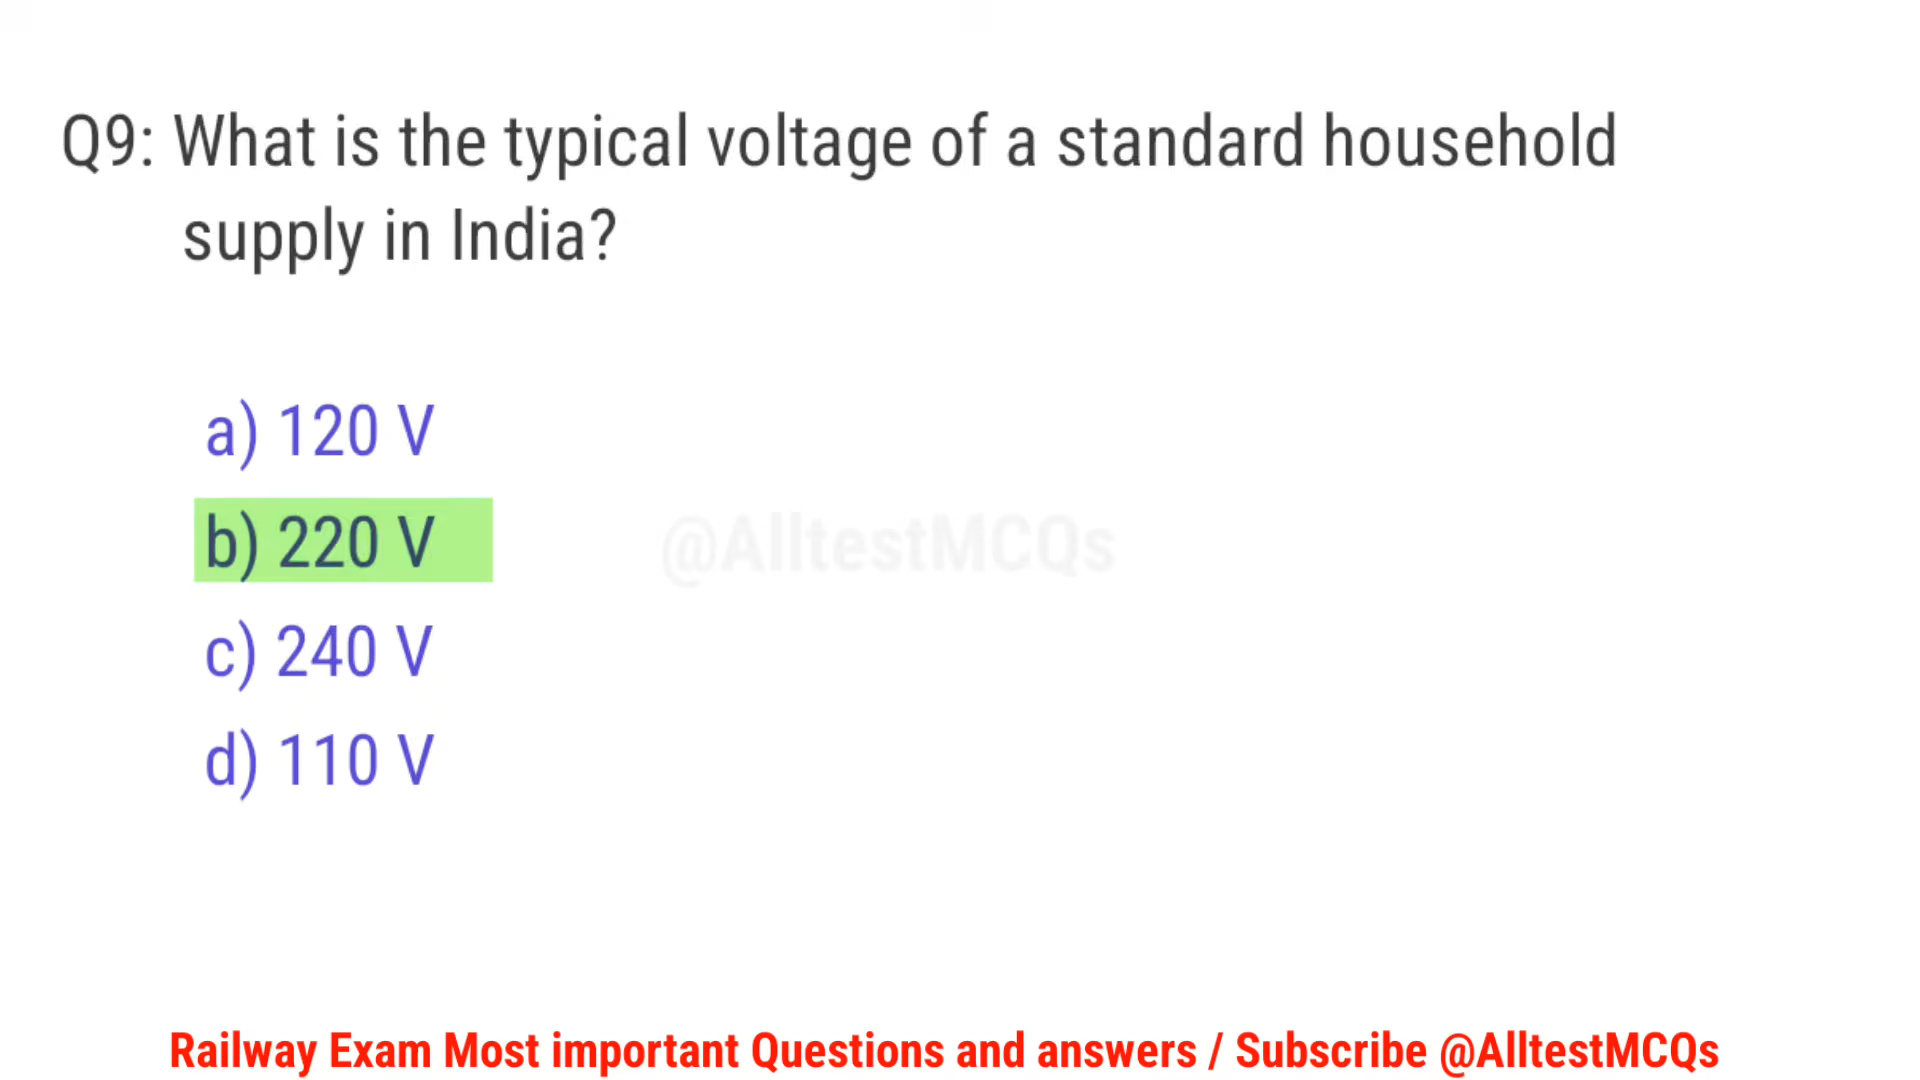 Q9: What is the typical voltage of a standard household
supply in India?
a) 120 V
b) 220 V
@AlltestMCQs
c) 240 V
d) 110 V
Railway Exam Most important Questions and answers / Subscribe @AlltestMCQs